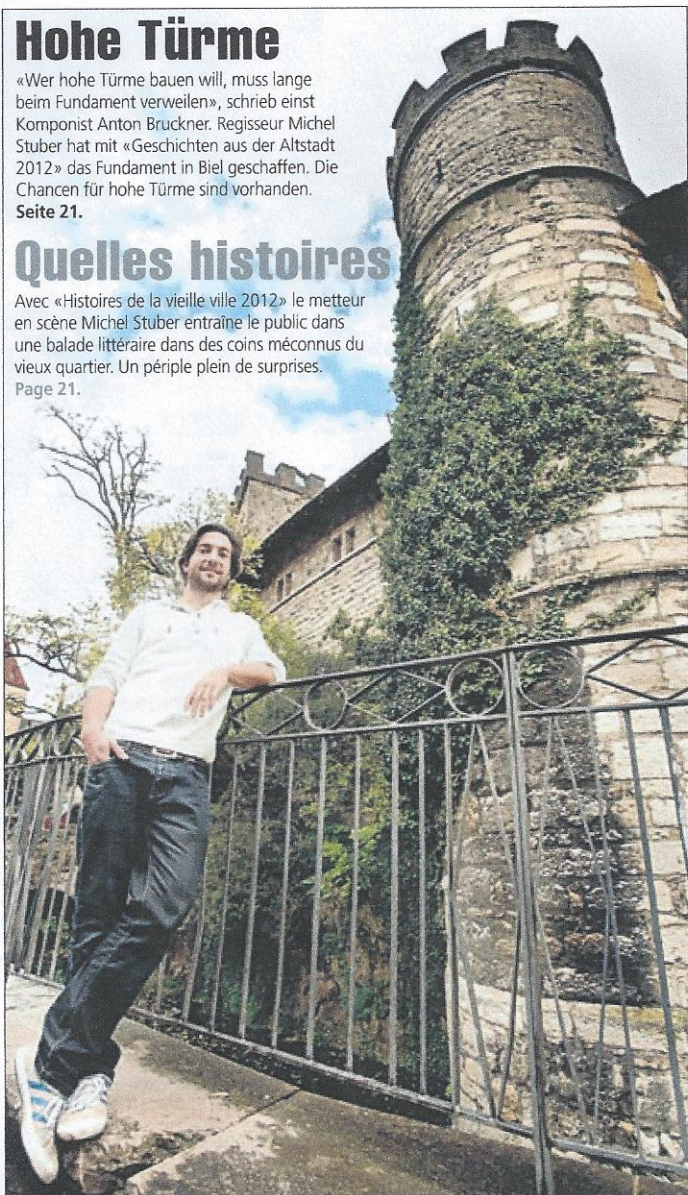 Hohe Türme
«Wer hohe Türme bauen will, muss lange
beim Fundament verweilen», schrieb einst
Komponist Anton Bruckner. Regisseur Michel
Stuber hat mit «Geschichten aus der Altstadt
2012» das Fundament in Biel geschaffen. Die
Chancen für hohe Türme sind vorhanden.
Seite 21.
Quelles histoires
Avec «Histoires de la vieille ville 2012» le metteur
en scène Michel Stuber entraîne le public dans
une balade littéraire dans des coins méconnus du
vieux quartier. Un périple plein de surprises.
Page 21.